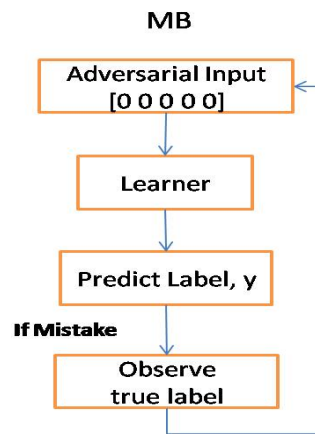 MB
Adversarial Input
[0 0 0 0 0]
Learner
Predict Label, y
If Mistake
Observe
true label